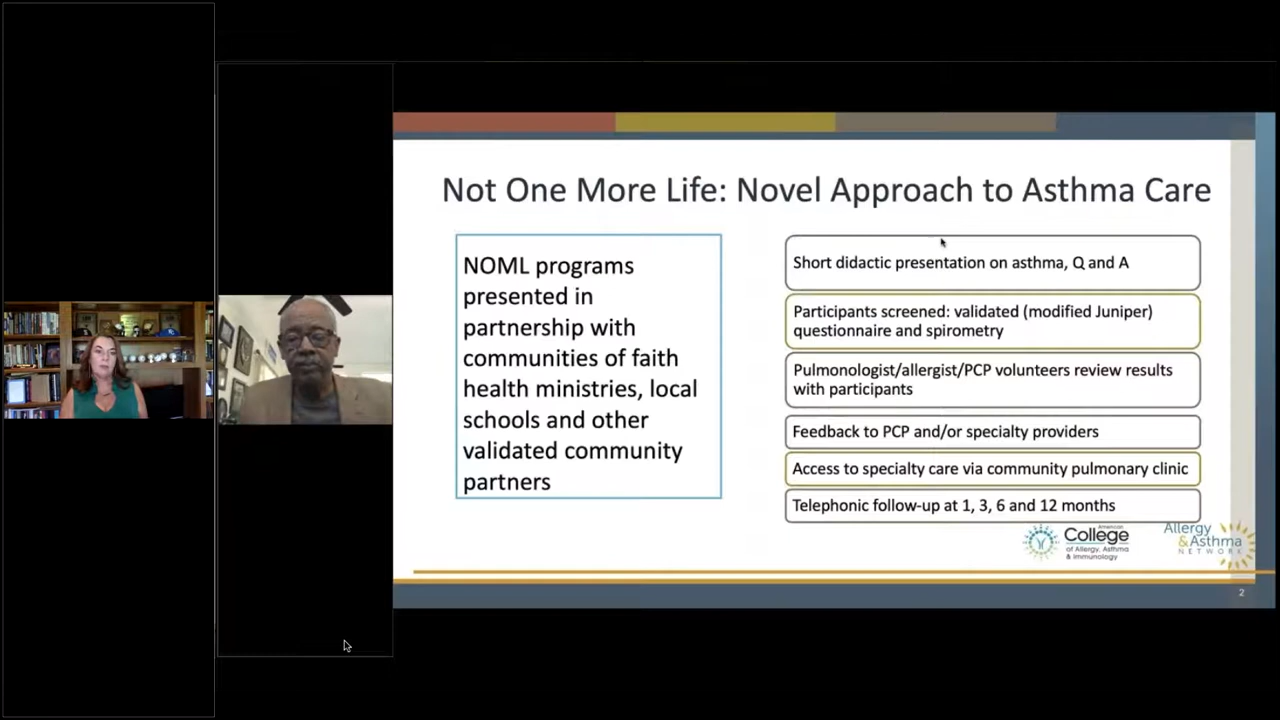 Not One More Life: Novel Approach to Asthma Care
NOML programs
presented in
partnership with
communities of faith
health ministries, local
schools and other
validated community
partners
Short didactic presentation on asthma, Q and A
Participants screened: validated (modified Juniper)
questionnaire and spirometry
Pulmonologist/allergist/PCP volunteers review results
with participants
Feedback to PCP and/or specialty providers
Access to specialty care via community pulmonary clinic
Telephonic follow-up at 1, 3, 6 and 12 months
American
College
of Allergy, Asthma
& Immunology
Allergy
&Asthma
NETWORK
2